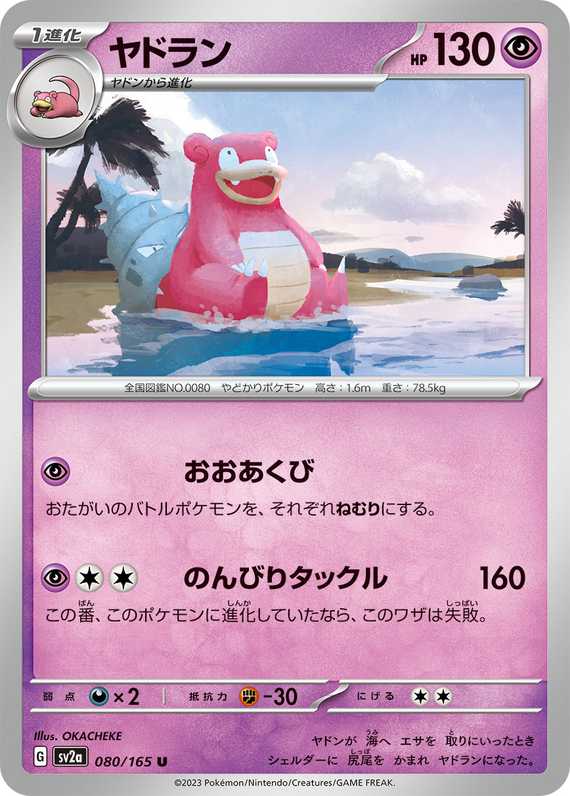 1進化
ヤドラン
HP 130
ヤドンから進化
全国図鑑NO.0080 やどかりポケモン 高さ:1.6m 重さ:78.5kg
おおあくび
おたがいのバトルポケモンを、それぞれねむりにする。
のんびりタックル 160
この番、このポケモンに進化していたなら、このワザは失敗。
弱点 ×2 抵抗力 -30 にげる
Illus. OKACHEKE
ヤドンが 海へ エサを 取りにいったとき
シェルダーに 尻尾を かまれ ヤドランになった。
G sv2a 080/165 U
©2023 Pokémon/Nintendo/Creatures/GAME FREAK.